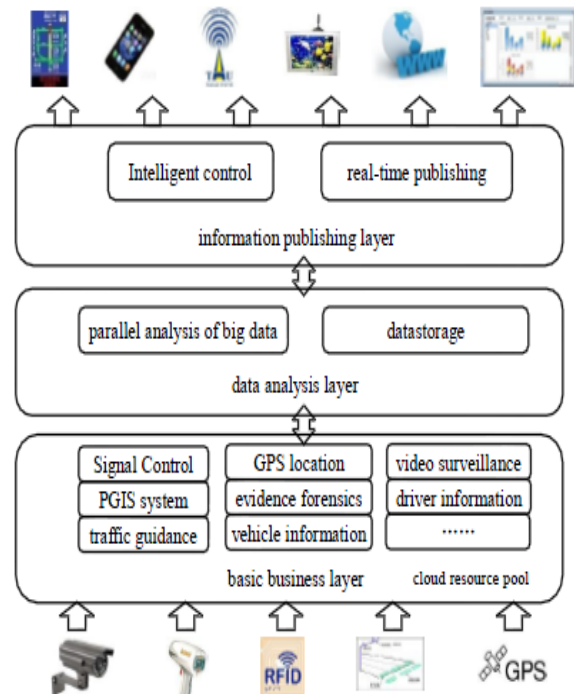 TAU
WWW
Intelligent control
real-time publishing
information publishing layer
parallel analysis of big data
datastorage
data analysis layer
Signal Control
GPS location
video surveillance
PGIS system
evidence forensics
driver information
traffic guidance
vehicle information
......
basic business layer
cloud resource pool
RFID
GPS